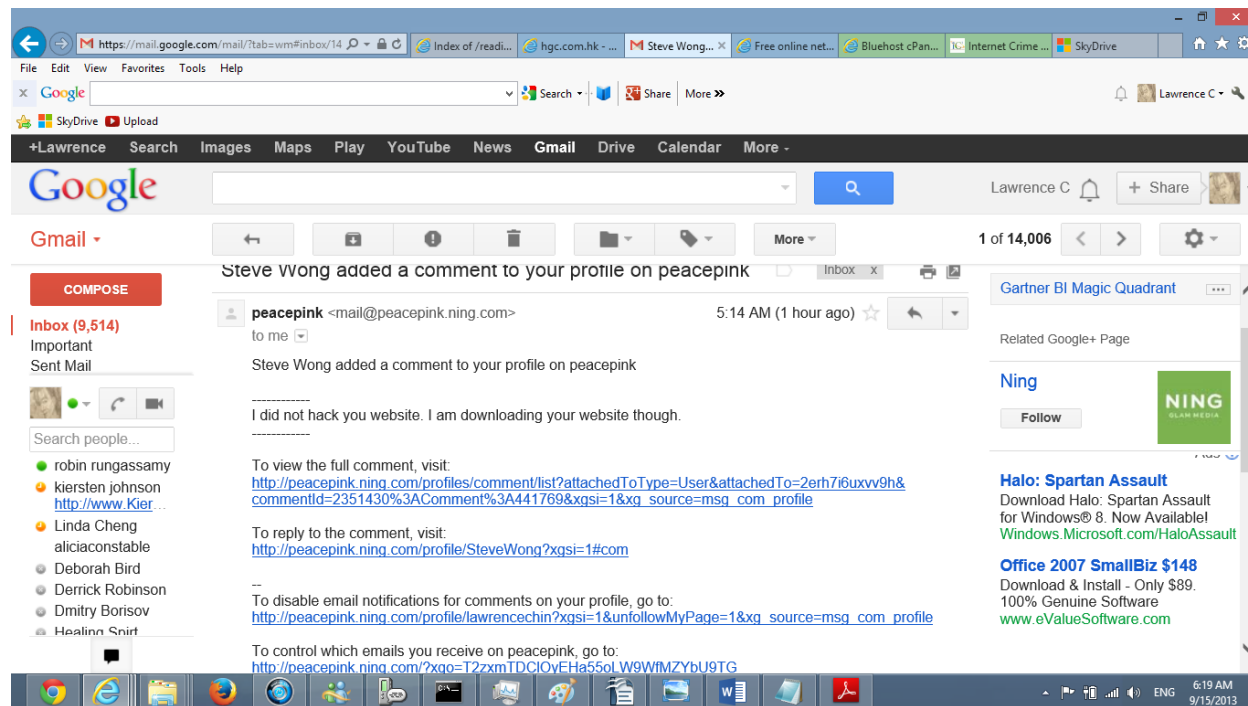 https://mail.google.com/mail/?tab=wm#inbox/14
Index of /readi...
hgc.com.hk - ...
Steve Wong...
Free online net...
Bluehost cPan...
Internet Crime ...
SkyDrive
File Edit View Favorites Tools Help
x Google Search Share More »
Lawrence C
SkyDrive Upload
+Lawrence Search Images Maps Play YouTube News Gmail Drive Calendar More
Google
Lawrence C + Share
Gmail
More
1 of 14,006
COMPOSE
Inbox (9,514)
Important
Sent Mail
Search people...
robin rungassamy
kiersten johnson
http://www.Kier...
Linda Cheng
aliciaconstable
Deborah Bird
Derrick Robinson
Dmitry Borisov
Healing Spirt
Steve Wong added a comment to your profile on peacepink
Inbox x
peacepink <mail@peacepink.ning.com>
5:14 AM (1 hour ago)
to me
Steve Wong added a comment to your profile on peacepink
------------
I did not hack you website. I am downloading your website though.
------------
To view the full comment, visit:
http://peacepink.ning.com/profiles/comment/list?attachedToType=User&attachedTo=2erh7i6uxvv9h&
commentId=2351430%3AComment%3A441769&xgsi=1&xg_source=msg_com_profile
To reply to the comment, visit:
http://peacepink.ning.com/profile/SteveWong?xgsi=1#com
--
To disable email notifications for comments on your profile, go to:
http://peacepink.ning.com/profile/lawrencechin?xgsi=1&unfollowMyPage=1&xg_source=msg_com_profile
To control which emails you receive on peacepink, go to:
Gartner BI Magic Quadrant
Related Google+ Page
Ning
Follow
NING
GLAM MEDIA
Halo: Spartan Assault
Download Halo: Spartan Assault
for Windows® 8. Now Available!
Windows.Microsoft.com/HaloAssault
Office 2007 SmallBiz $148
Download & Install - Only $89.
100% Genuine Software
www.eValueSoftware.com
ENG
6:19 AM
9/15/2013